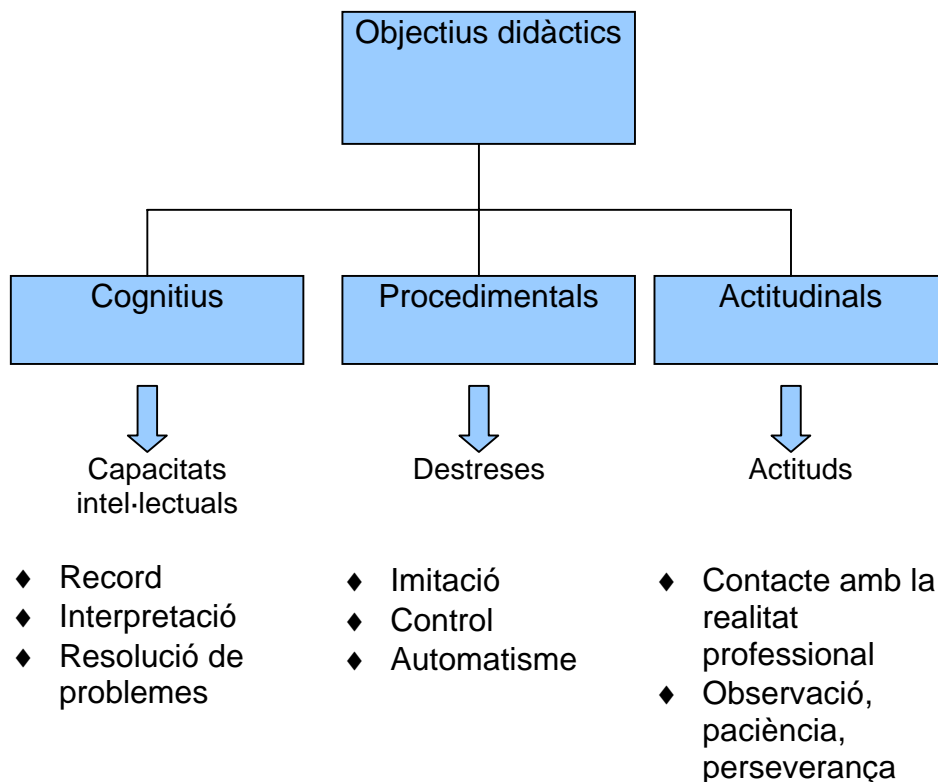 Objectius didàctics
Cognitius
Procedimentals
Actitudinals
Capacitats
intel·lectuals
Destreses
Actituds
♦ Record
♦ Interpretació
♦ Resolució de
problemes
♦ Imitació
♦ Control
♦ Automatisme
♦ Contacte amb la
realitat
professional
♦ Observació,
paciència,
perseverança